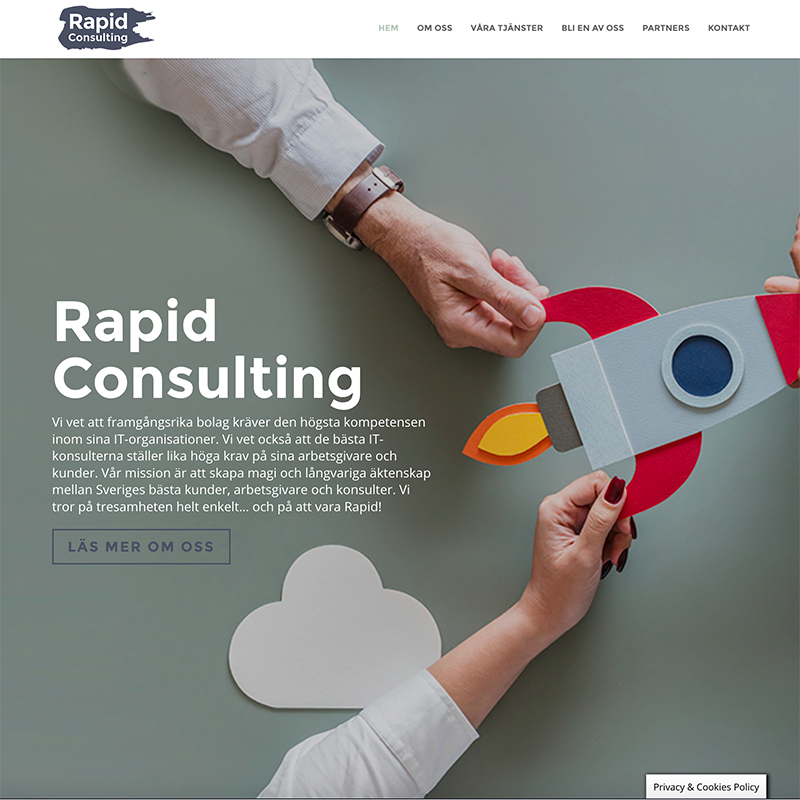 Rapid
Consulting
HEM OM OSS VÅRA TJÄNSTER BLI EN AV OSS PARTNERS KONTAKT
Rapid
Consulting
Vi vet att framgångsrika bolag kräver den högsta kompetensen
inom sina IT-organisationer. Vi vet också att de bästa IT-
konsulterna ställer lika höga krav på sina arbetsgivare och
kunder. Vår mission är att skapa magi och långvariga äktenskap
mellan Sveriges bästa kunder, arbetsgivare och konsulter. Vi
tror på tresamheten helt enkelt... och på att vara Rapid!
LÄS MER OM OSS
Privacy & Cookies Policy